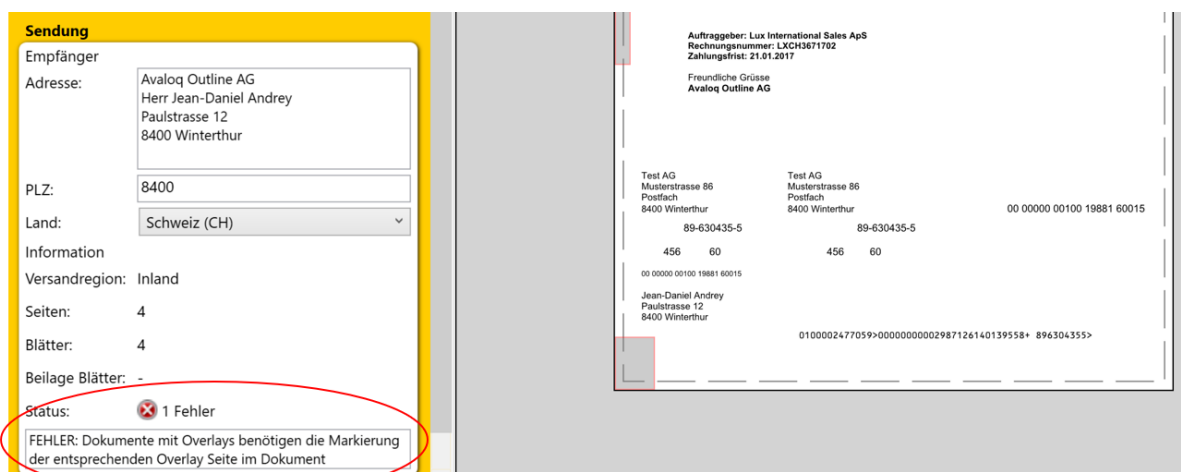 Sendung
Empfänger
Adresse:
Avaloq Outline AG
Herr Jean-Daniel Andrey
Paulstrasse 12
8400 Winterthur
PLZ: 8400
Land: Schweiz (CH)
Information
Versandregion: Inland
Seiten: 4
Blätter: 4
Beilage Blätter: -
Status: 1 Fehler
FEHLER: Dokumente mit Overlays benötigen die Markierung
der entsprechenden Overlay Seite im Dokument
Auftraggeber: Lux International Sales ApS
Rechnungsnummer: LXCH3671702
Zahlungsfrist: 21.01.2017
Freundliche Grüsse
Avaloq Outline AG
Test AG
Musterstrasse 86
Postfach
8400 Winterthur
Test AG
Musterstrasse 86
Postfach
8400 Winterthur
00 00000 00100 19881 60015
89-630435-5
89-630435-5
456 60
456 60
00 00000 00100 19881 60015
Jean-Daniel Andrey
Paulstrasse 12
8400 Winterthur
0100002477059>000000000002987126140139558+ 896304355>